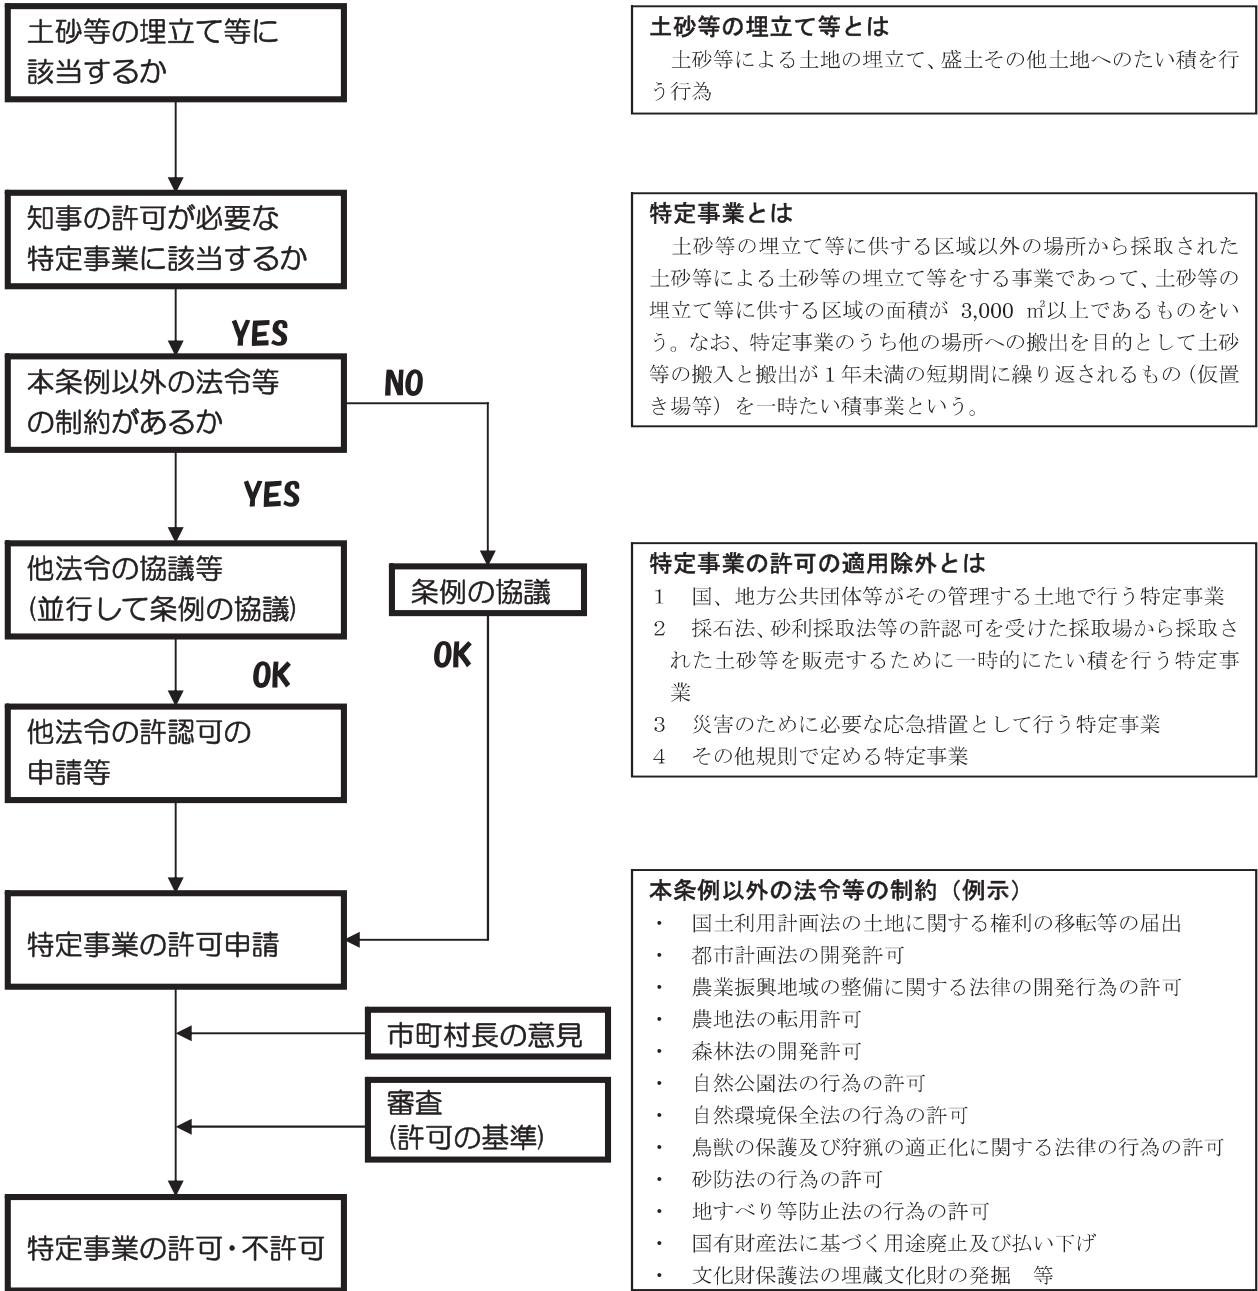 土砂等の埋立て等に
該当するか
知事の許可が必要な
特定事業に該当するか
YES
本条例以外の法令等
の制約があるか
NO
YES
他法令の協議等
(並行して条例の協議)
条例の協議
OK
OK
他法令の許認可の
申請等
特定事業の許可申請
市町村長の意見
審査
(許可の基準)
特定事業の許可・不許可
土砂等の埋立て等とは
土砂等による土地の埋立て、盛土その他土地へのたい積を行
う行為
特定事業とは
土砂等の埋立て等に供する区域以外の場所から採取された
土砂等による土砂等の埋立て等をする事業であって、土砂等の
埋立て等に供する区域の面積が 3,000 ㎡以上であるものをい
う。なお、特定事業のうち他の場所への搬出を目的として土砂
等の搬入と搬出が1年未満の短期間に繰り返されるもの(仮置
き場等)を一時たい積事業という。
特定事業の許可の適用除外とは
1 国、地方公共団体等がその管理する土地で行う特定事業
2 採石法、砂利採取法等の許認可を受けた採取場から採取さ
れた土砂等を販売するために一時的にたい積を行う特定事
業
3 災害のために必要な応急措置として行う特定事業
4 その他規則で定める特定事業
本条例以外の法令等の制約(例示)
・ 国土利用計画法の土地に関する権利の移転等の届出
・ 都市計画法の開発許可
・ 農業振興地域の整備に関する法律の開発行為の許可
・ 農地法の転用許可
・ 森林法の開発許可
・ 自然公園法の行為の許可
・ 自然環境保全法の行為の許可
・ 鳥獣の保護及び狩猟の適正化に関する法律の行為の許可
・ 砂防法の行為の許可
・ 地すべり等防止法の行為の許可
・ 国有財産法に基づく用途廃止及び払い下げ
・ 文化財保護法の埋蔵文化財の発掘 等